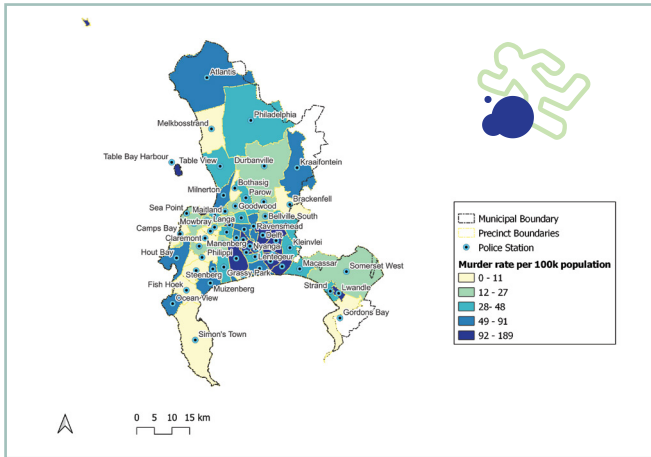 Atlantis
Philadelphia
Melkbosstrand
Table Bay Harbour
Table View
Durbanville
Kraaifontein
Bothasig
Milnerton
Parow
Brackenfell
Goodwood
Sea Point
Maitland
Bellville South
Mowbray
Langa
Ravensmead
Camps Bay
Delft
Claremont
Manenberg
Nyanga
Kleinvlei
Hout Bay
Philippi
Lentegeur
Macassar
Somerset West
Steenberg
Grassy Park
Fish Hoek
Muizenberg
Strand
Lwandle
Ocean View
Gordons Bay
Simon's Town
Municipal Boundary
Precinct Boundaries
Police Station
Murder rate per 100k population
0 - 11
12 - 27
28- 48
49 - 91
92 - 189
0 5 10 15 km